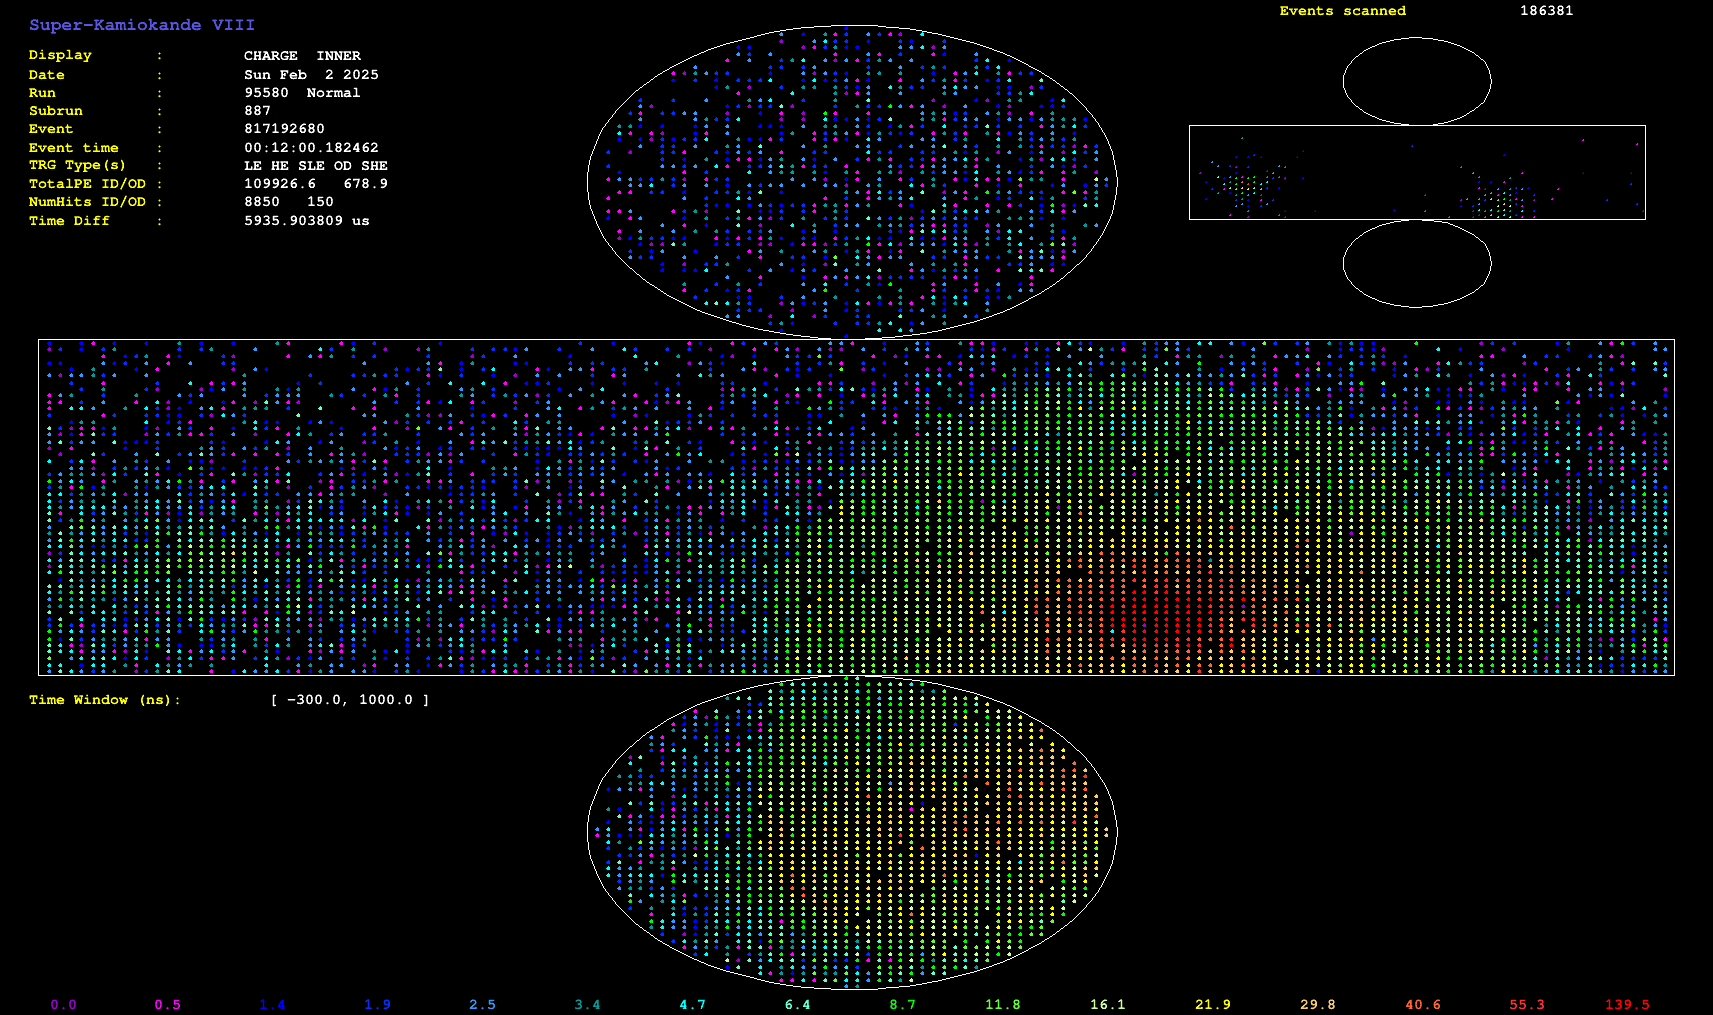 Super-Kamiokande VIII
Events scanned 186381
Display : CHARGE INNER
Date : Sun Feb 2 2025
Run : 95580 Normal
Subrun : 887
Event : 817192680
Event time : 00:12:00.182462
TRG Type(s) : LE HE SLE OD SHE
TotalPE ID/OD : 109926.6 678.9
NumHits ID/OD : 8850 150
Time Diff : 5935.903809 us
Time Window (ns): [ -300.0, 1000.0 ]
0.0 0.5 1.4 1.9 2.5 3.4 4.7 6.4 8.7 11.8 16.1 21.9 29.8 40.6 55.3 139.5